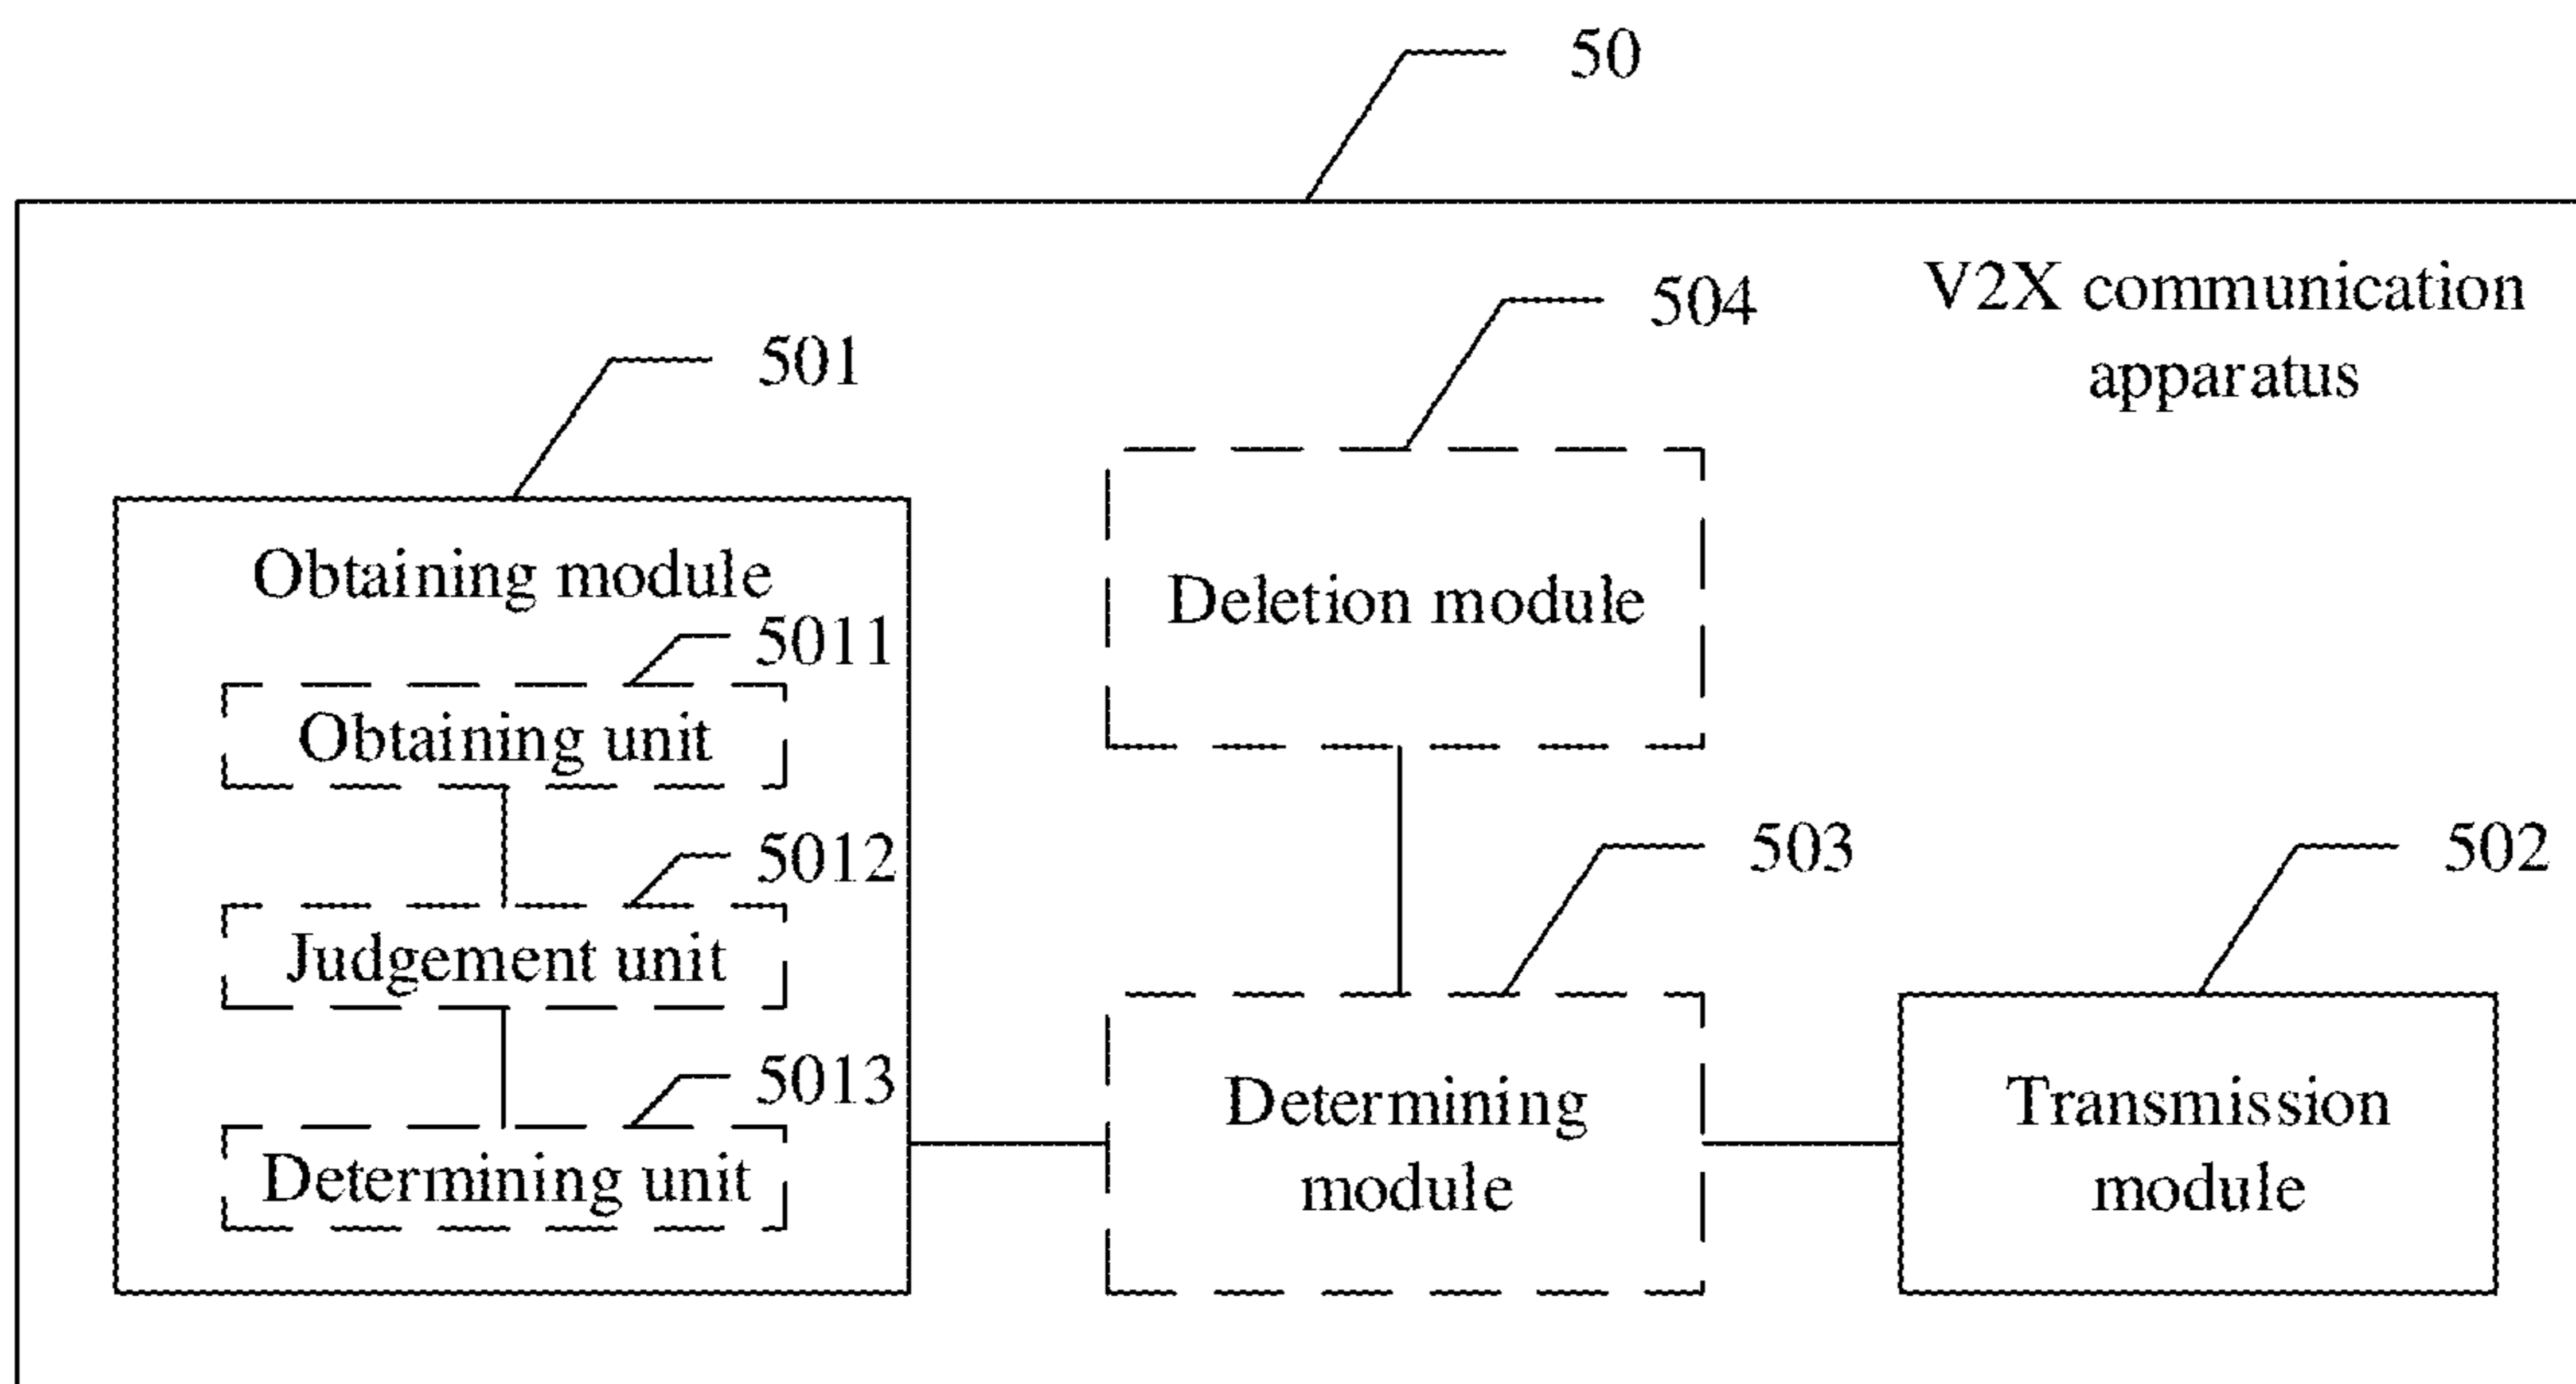 50
V2X communication
apparatus
504
501
Obtaining module
Deletion module
5011
Obtaining unit
5012
Judgement unit
503
502
5013
Determining unit
Determining
module
Transmission
module